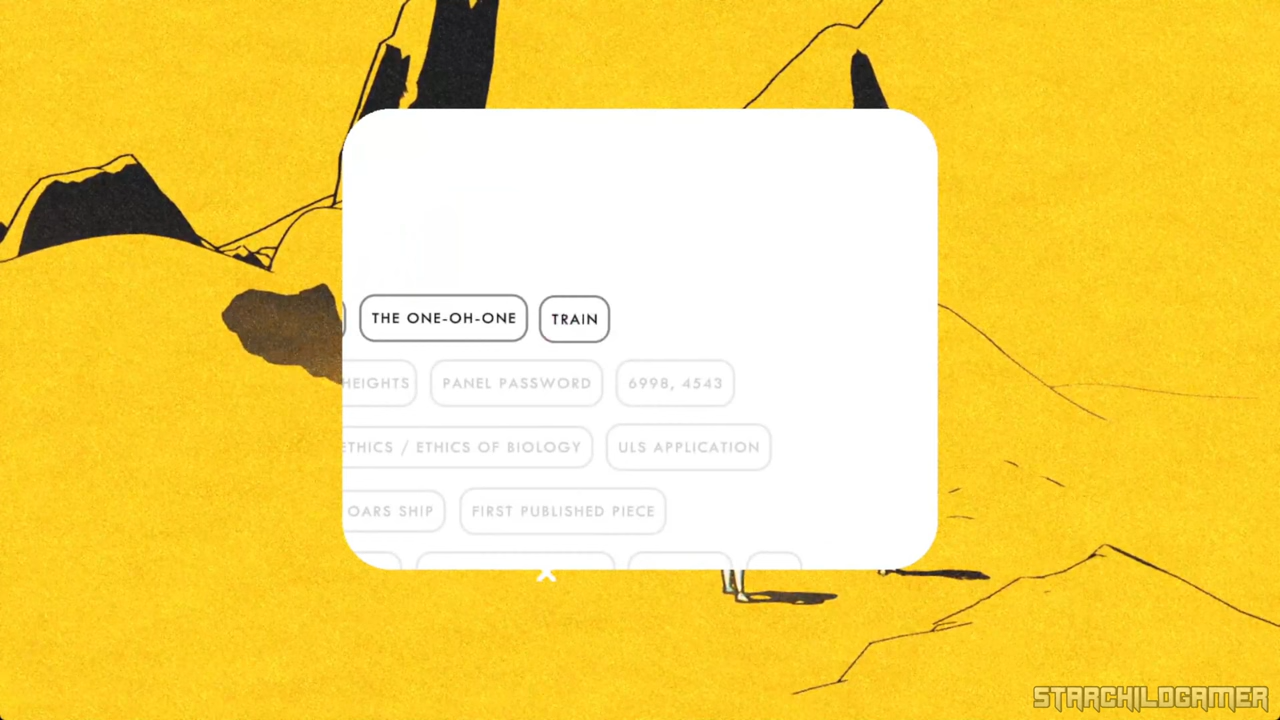 THE ONE-OH-ONE TRAIN
HEIGHTS PANEL PASSWORD 6998, 4543
ETHICS / ETHICS OF BIOLOGY ULS APPLICATION
OARS SHIP FIRST PUBLISHED PIECE
STARCHILDGAMER